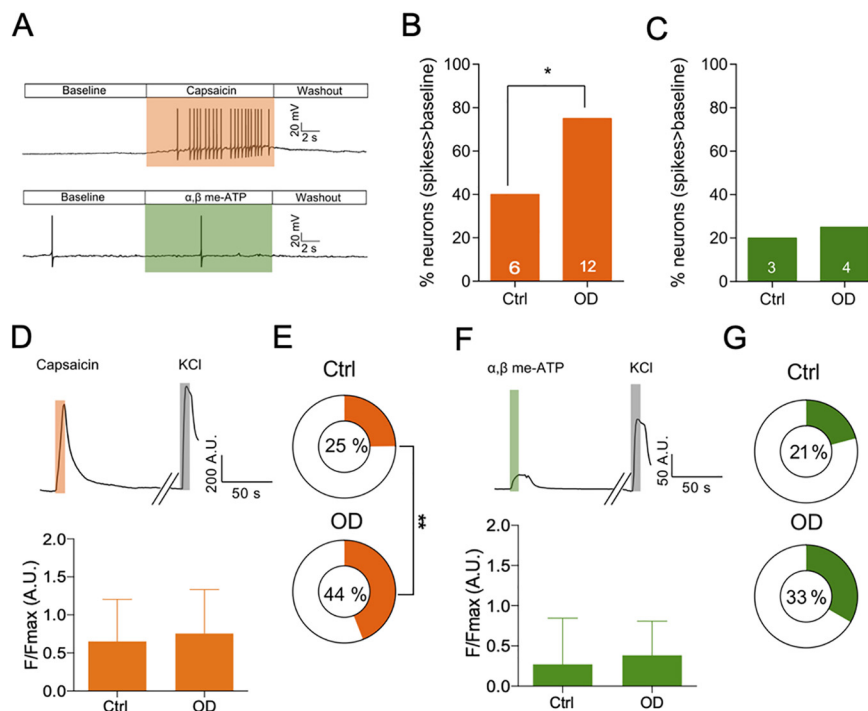 A
Baseline Capsaicin Washout
20 mV
2 s
Baseline α,β me-ATP Washout
20 mV
2 s
B
% neurons (spikes>baseline)
100
80
60
40
20
0
*
6
12
Ctrl OD
C
% neurons (spikes>baseline)
100
80
60
40
20
0
3
4
Ctrl OD
D
Capsaicin KCl
200 A.U.
50 s
F/Fmax (A.U.)
2.0
1.5
1.0
0.5
0.0
Ctrl OD
E
Ctrl
25 %
**
OD
44 %
F
α,β me-ATP KCl
50 A.U.
50 s
F/Fmax (A.U.)
2.0
1.5
1.0
0.5
0.0
Ctrl OD
G
Ctrl
21 %
OD
33 %